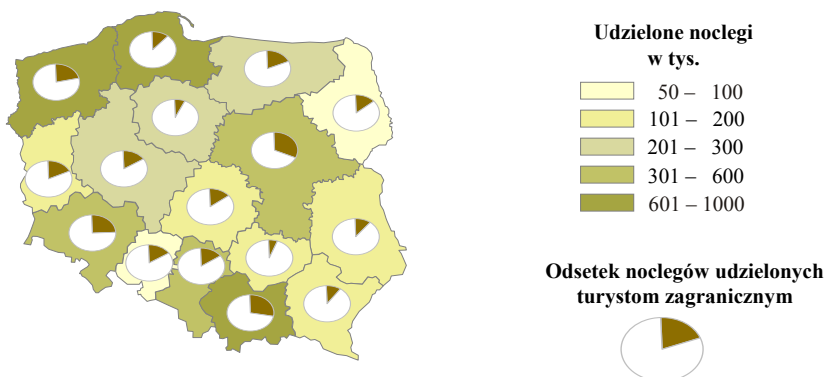 Udzielone noclegi
w tys.
50 – 100
101 – 200
201 – 300
301 – 600
601 – 1000
Odsetek noclegów udzielonych
turystom zagranicznym